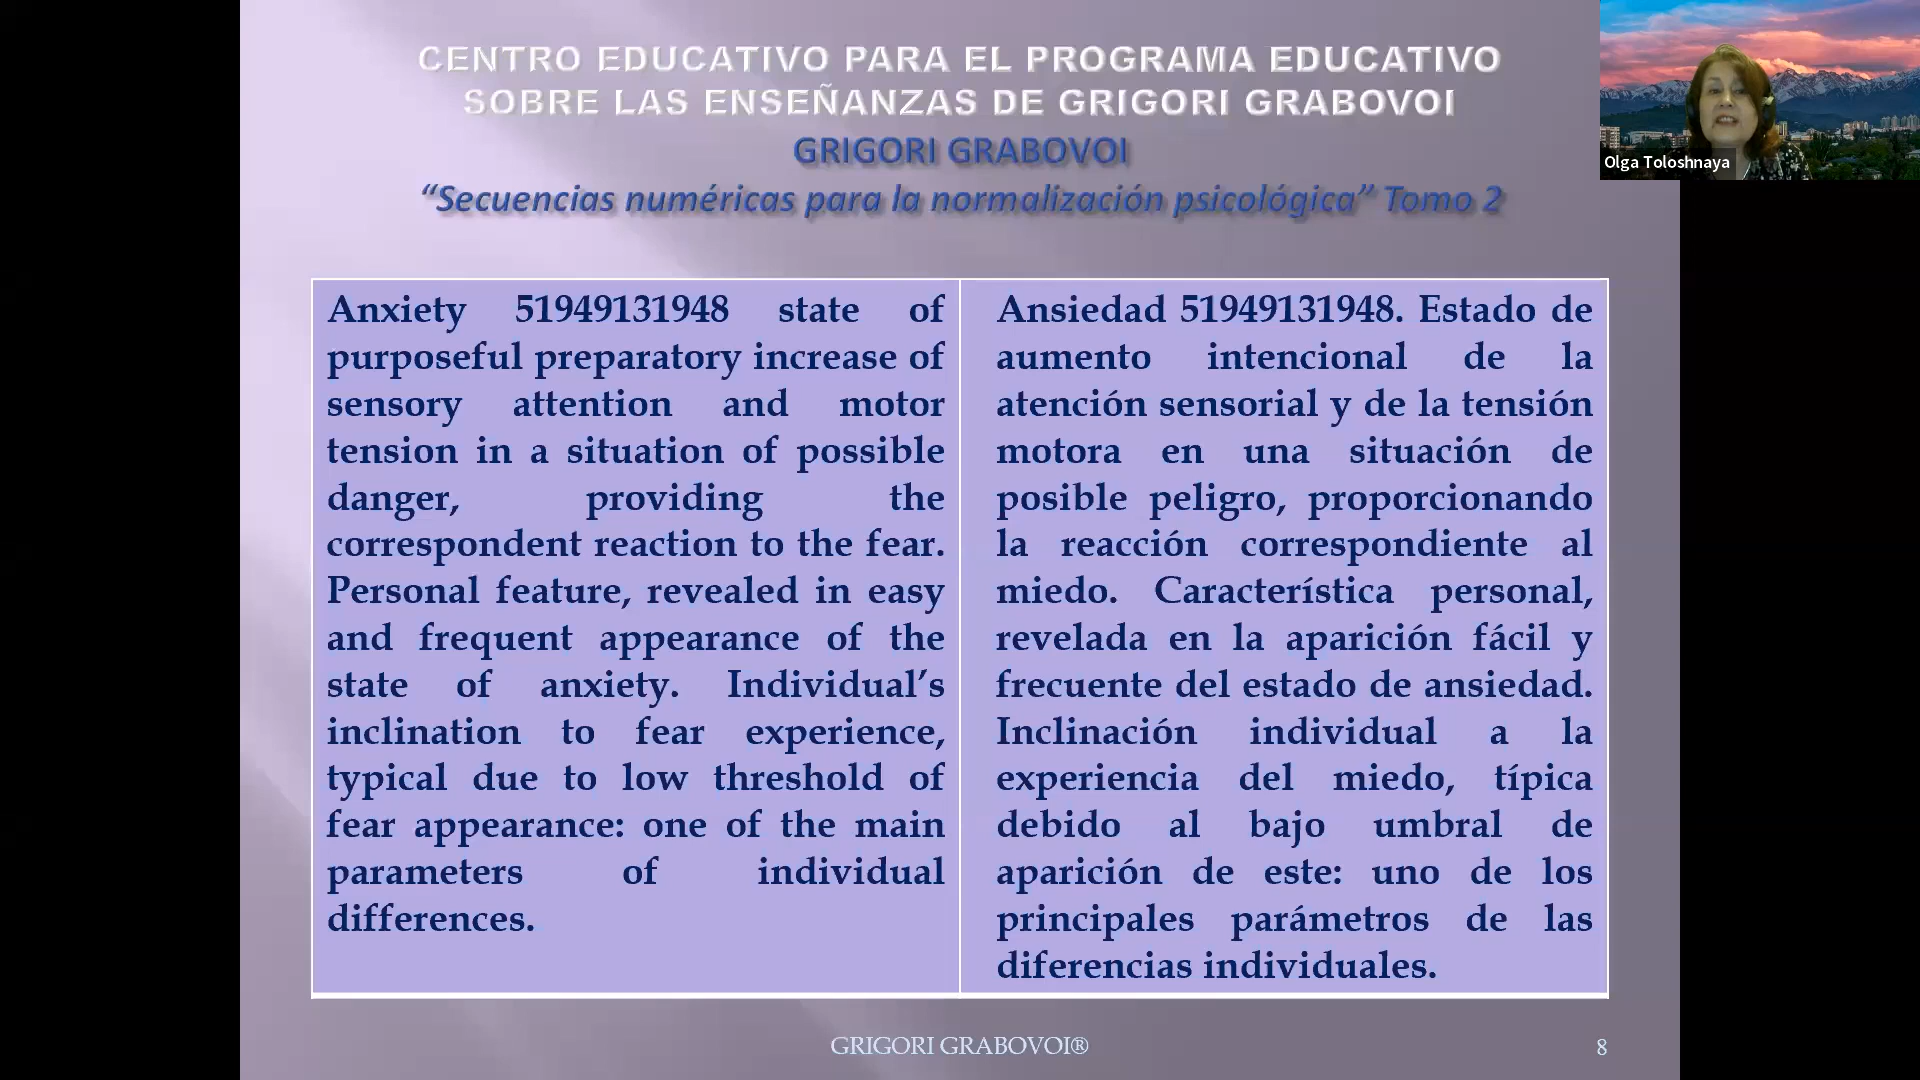 CENTRO EDUCATIVO PARA EL PROGRAMA EDUCATIVO
SOBRE LAS ENSEÑANZAS DE GRIGORI GRABOVOI
GRIGORI GRABOVOI
“Secuencias numéricas para la normalización psicológica” Tomo 2
Olga Toloshnaya
Anxiety 51949131948 state of
purposeful preparatory increase of
sensory attention and motor
tension in a situation of possible
danger, providing the
correspondent reaction to the fear.
Personal feature, revealed in easy
and frequent appearance of the
state of anxiety. Individual’s
inclination to fear experience,
typical due to low threshold of
fear appearance: one of the main
parameters of individual
differences.
Ansiedad 51949131948. Estado de
aumento intencional de la
atención sensorial y de la tensión
motora en una situación de
posible peligro, proporcionando
la reacción correspondiente al
miedo. Característica personal,
revelada en la aparición fácil y
frecuente del estado de ansiedad.
Inclinación individual a la
experiencia del miedo, típica
debido al bajo umbral de
aparición de este: uno de los
principales parámetros de las
diferencias individuales.
GRIGORI GRABOVOI®
8